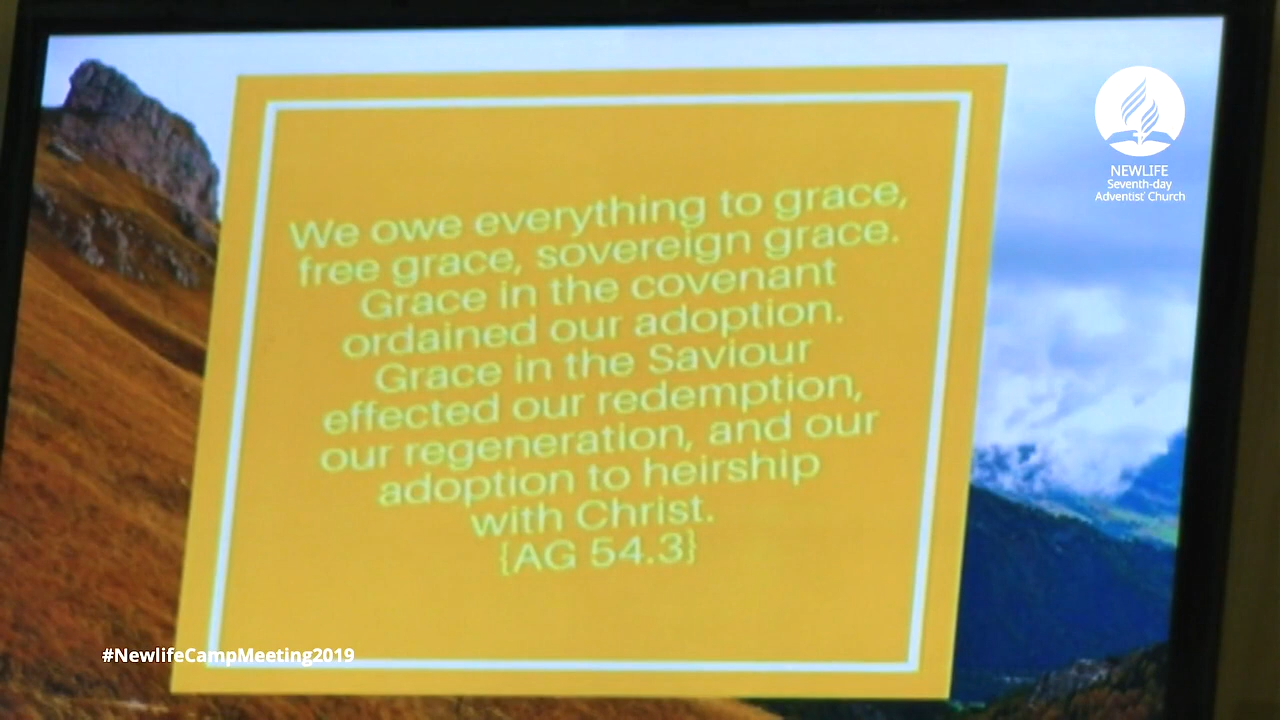 We owe everything to grace,
free grace, sovereign grace.
Grace in the covenant
ordained our adoption.
Grace in the Saviour
effected our redemption,
our regeneration, and our
adoption to heirship
with Christ.
{AG 54.3}
NEWLIFE
Seventh-day
Adventist Church
#NewlifeCampMeeting2019